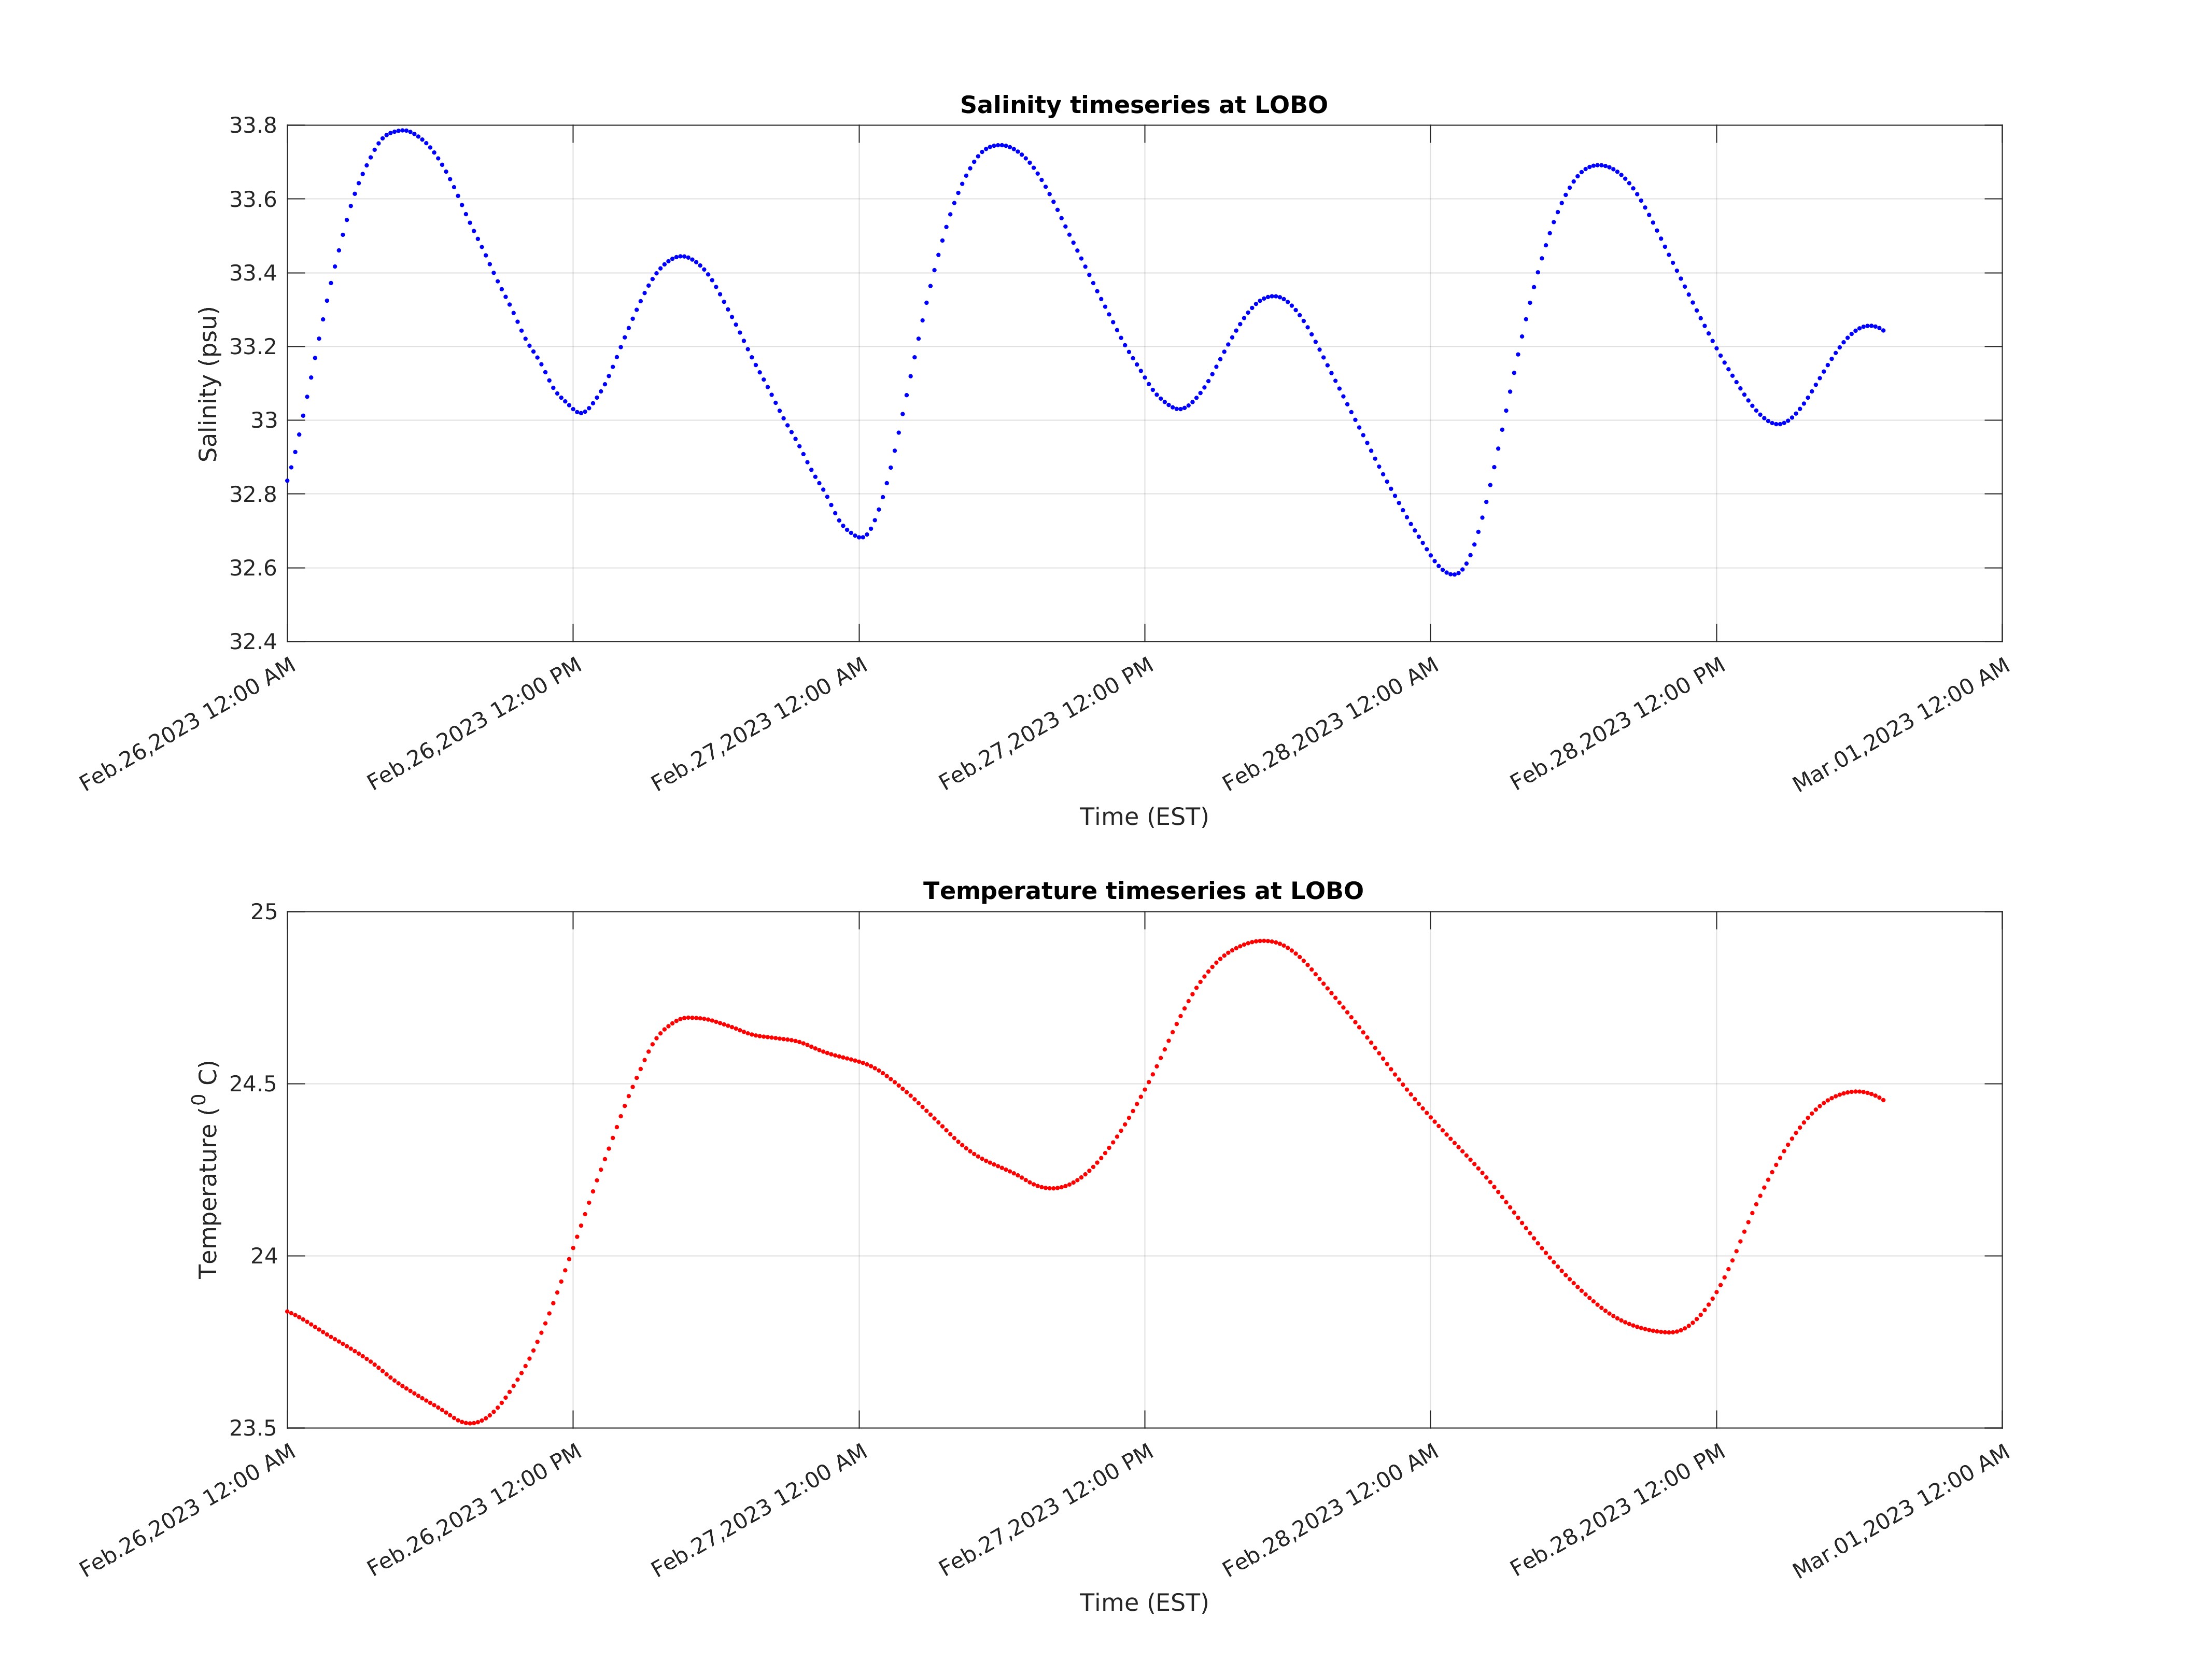 Salinity timeseries at LOBO
33.8
33.6
33.4
33.2
33
32.8
32.6
32.4
Salinity (psu)
Feb.26,2023 12:00 AM
Feb.26,2023 12:00 PM
Feb.27,2023 12:00 AM
Feb.27,2023 12:00 PM
Feb.28,2023 12:00 AM
Feb.28,2023 12:00 PM
Mar.01,2023 12:00 AM
Time (EST)
Temperature timeseries at LOBO
25
24.5
24
23.5
Temperature (⁰ C)
Feb.26,2023 12:00 AM
Feb.26,2023 12:00 PM
Feb.27,2023 12:00 AM
Feb.27,2023 12:00 PM
Feb.28,2023 12:00 AM
Feb.28,2023 12:00 PM
Mar.01,2023 12:00 AM
Time (EST)